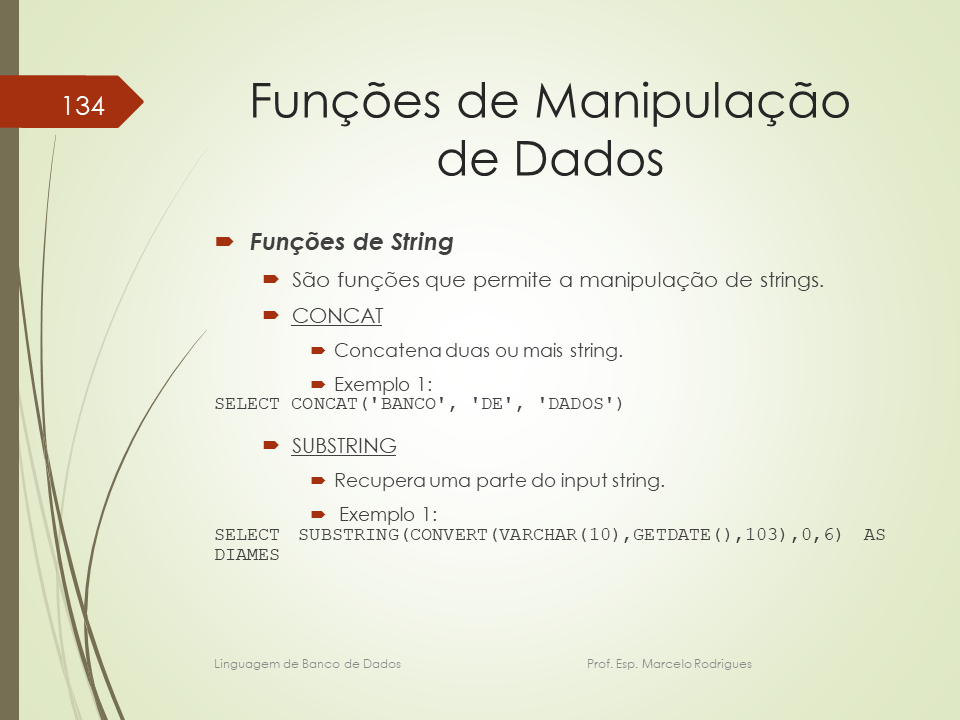 134
Funções de Manipulação
de Dados
Funções de String
São funções que permite a manipulação de strings.
CONCAT
Concatena duas ou mais string.
Exemplo 1:
SELECT CONCAT('BANCO', 'DE', 'DADOS')
SUBSTRING
Recupera uma parte do input string.
Exemplo 1:
SELECT SUBSTRING(CONVERT(VARCHAR(10),GETDATE(),103),0,6) AS
DIAMES
Linguagem de Banco de Dados Prof. Esp. Marcelo Rodrigues